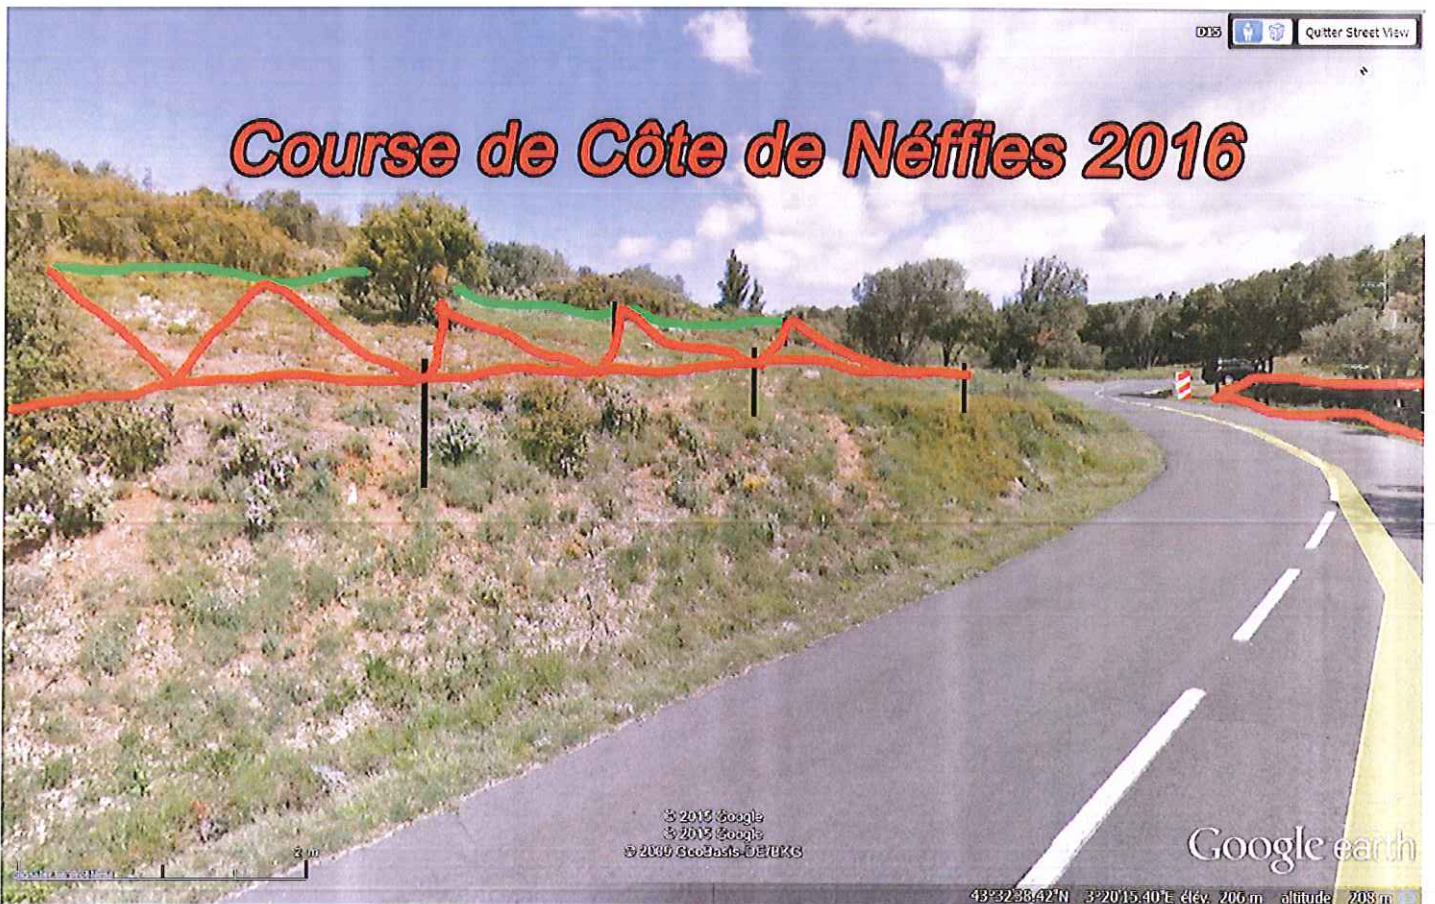 D15
Quitter Street View
N
Course de Côte de Néffies 2016
2 m
© 2015 Google
© 2015 Google
© 2009 GeoBasis-DE/BKG
Google earth
43°32'38.42"N 3°20'15.40"E élév. 206 m altitude 208 m